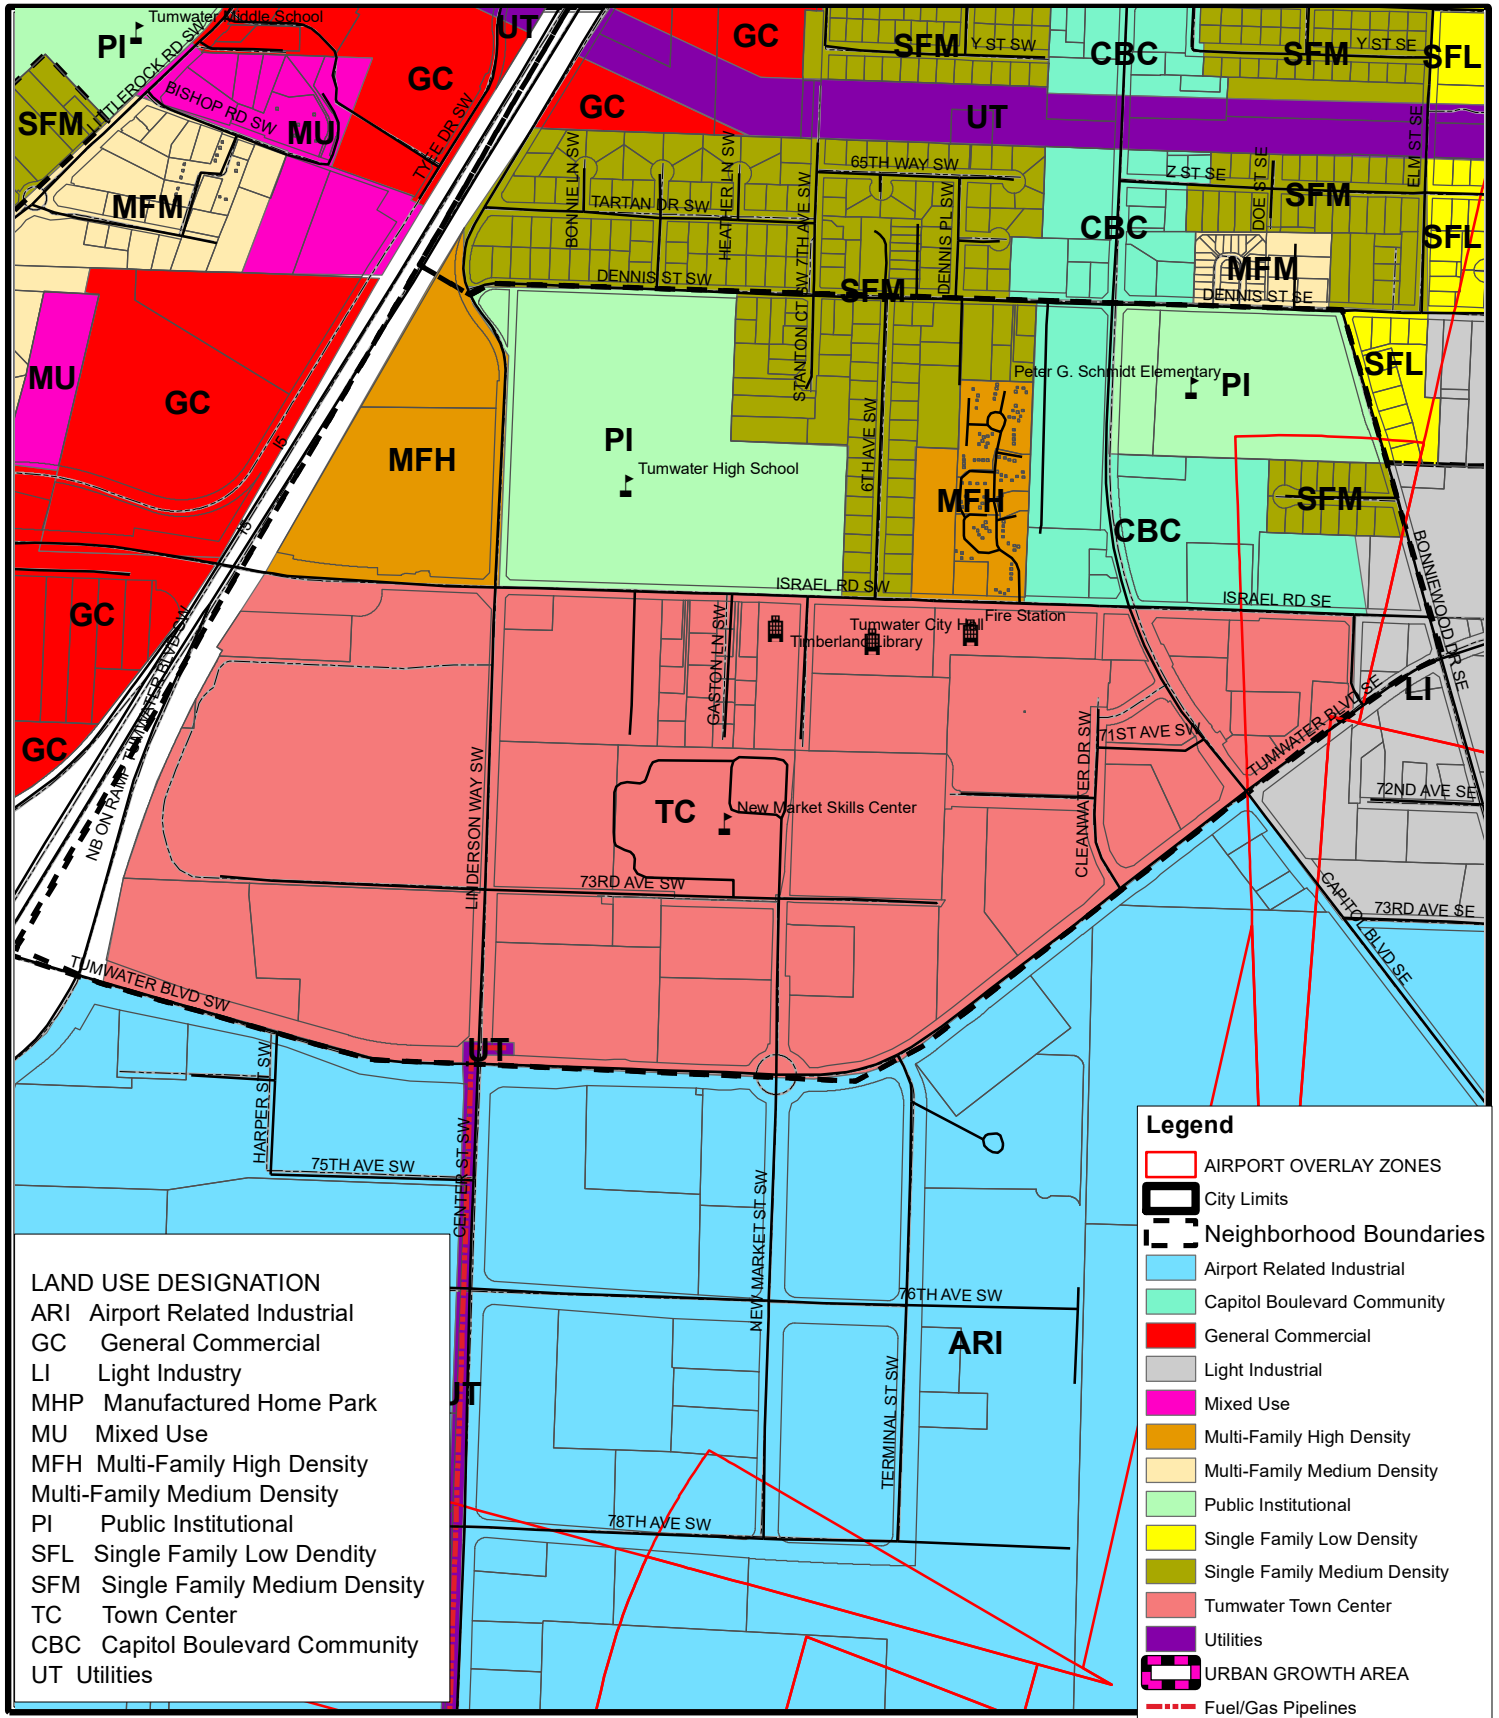 Tumwater Middle School
UT
PI
GC
SFM
Y ST SW
CBC
SFM
Y ST SE
SFL
GC
BISHOP RD SW
TYEE DR SW
GC
UT
SFM
MU
ELM ST SE
BONNIE LN SW
HEATHER LN SW
65TH WAY SW
7TH AVE SW
DENNIS PL SW
Z ST SE
DOE ST SE
SFM
MFM
TARTAN DR SW
CBC
SFL
MFM
DENNIS ST SW
STANTON CT SW
SFM
DENNIS ST SE
MU
GC
Peter G. Schmidt Elementary
PI
SFL
I5
MFH
PI
Tumwater High School
6TH AVE SW
MFH
SFM
I5
CBC
BONNIEWOOD DR SE
ISRAEL RD SW
ISRAEL RD SE
GC
Fire Station
Tumwater City Hall
Timberland Library
GASTON LN SW
LI
GC
NB ON RAMP TUMWATER BLVD SW
LINDERSON WAY SW
CLEANWATER DR SW
71ST AVE SW
TUMWATER BLVD SE
72ND AVE SE
TC
New Market Skills Center
73RD AVE SW
CAPITOL BLVD SE
73RD AVE SE
TUMWATER BLVD SW
UT
HARPER ST SW
75TH AVE SW
CENTER ST SW
NEW MARKET ST SW
76TH AVE SW
ARI
TERMINAL ST SW
78TH AVE SW
LAND USE DESIGNATION
ARI Airport Related Industrial
GC General Commercial
LI Light Industry
MHP Manufactured Home Park
MU Mixed Use
MFH Multi-Family High Density
Multi-Family Medium Density
PI Public Institutional
SFL Single Family Low Dendity
SFM Single Family Medium Density
TC Town Center
CBC Capitol Boulevard Community
UT Utilities
Legend
AIRPORT OVERLAY ZONES
City Limits
Neighborhood Boundaries
Airport Related Industrial
Capitol Boulevard Community
General Commercial
Light Industrial
Mixed Use
Multi-Family High Density
Multi-Family Medium Density
Public Institutional
Single Family Low Density
Single Family Medium Density
Tumwater Town Center
Utilities
URBAN GROWTH AREA
Fuel/Gas Pipelines